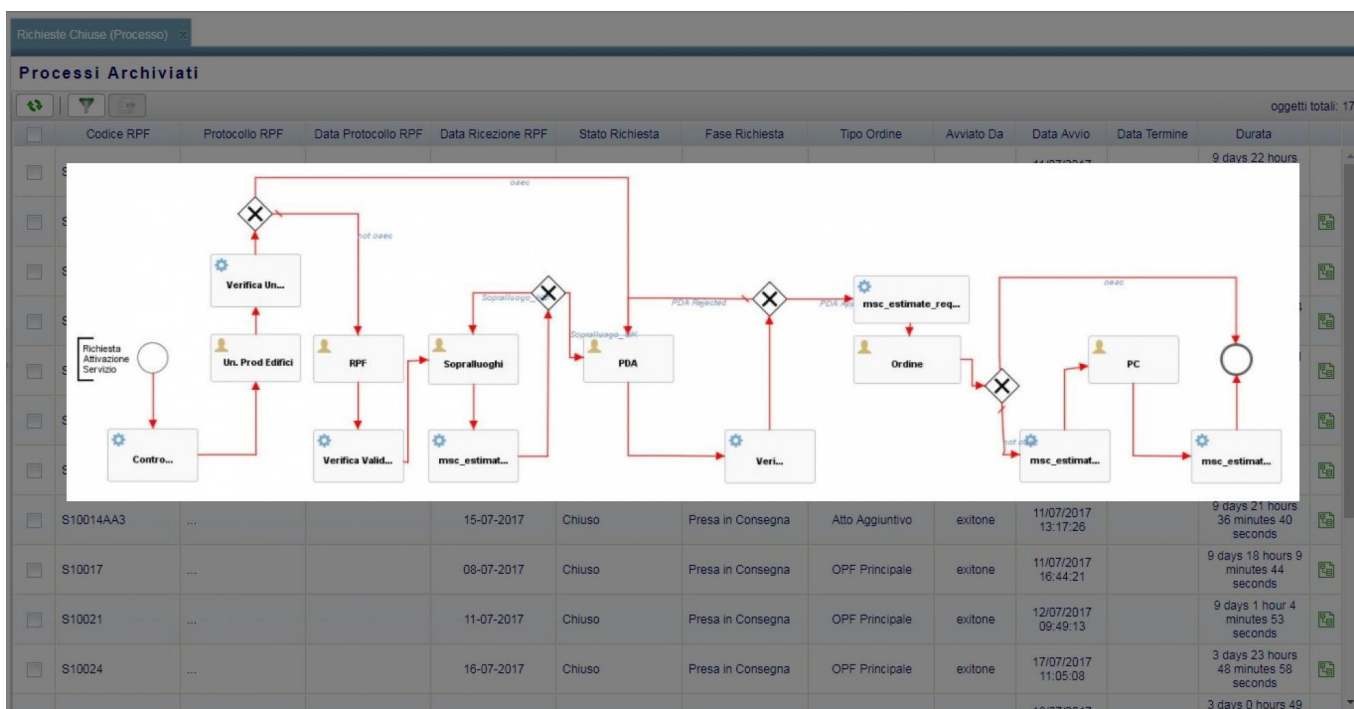 Richieste Chiuse (Processo)
Processi Archiviati
oggetti totali: 17
Codice RPF Protocollo RPF Data Protocollo RPF Data Ricezione RPF Stato Richiesta Fase Richiesta Tipo Ordine Avviato Da Data Avvio Data Termine Durata
9 days 22 hours
oaec
not oaec
Verifica Un...
Richiesta
Attivazione
Servizio
Un. Prod Edifici
RPF
Sopralluoghi
PDA
PDA Rejected
msc_estimate_req...
Ordine
oaec
PC
Contro...
Verifica Valid...
msc_estimat...
Veri...
msc_estimat...
msc_estimat...
S10014AA3 ... 15-07-2017 Chiuso Presa in Consegna Atto Aggiuntivo exitone 11/07/2017 13:17:26 9 days 21 hours 36 minutes 40 seconds
S10017 ... 08-07-2017 Chiuso Presa in Consegna OPF Principale exitone 11/07/2017 16:44:21 9 days 18 hours 9 minutes 44 seconds
S10021 ... 11-07-2017 Chiuso Presa in Consegna OPF Principale exitone 12/07/2017 09:49:13 9 days 1 hour 4 minutes 53 seconds
S10024 ... 16-07-2017 Chiuso Presa in Consegna OPF Principale exitone 17/07/2017 11:05:08 3 days 23 hours 48 minutes 58 seconds
3 days 0 hours 49